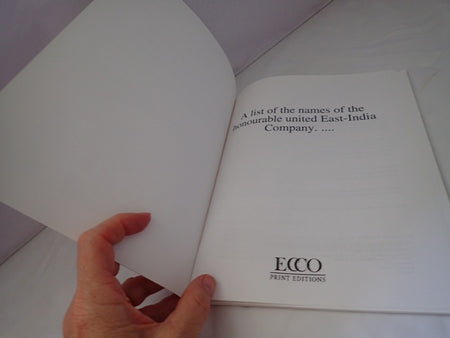 A list of the names of the
honourable united East-India
Company. ....
ECCO
PRINT EDITIONS